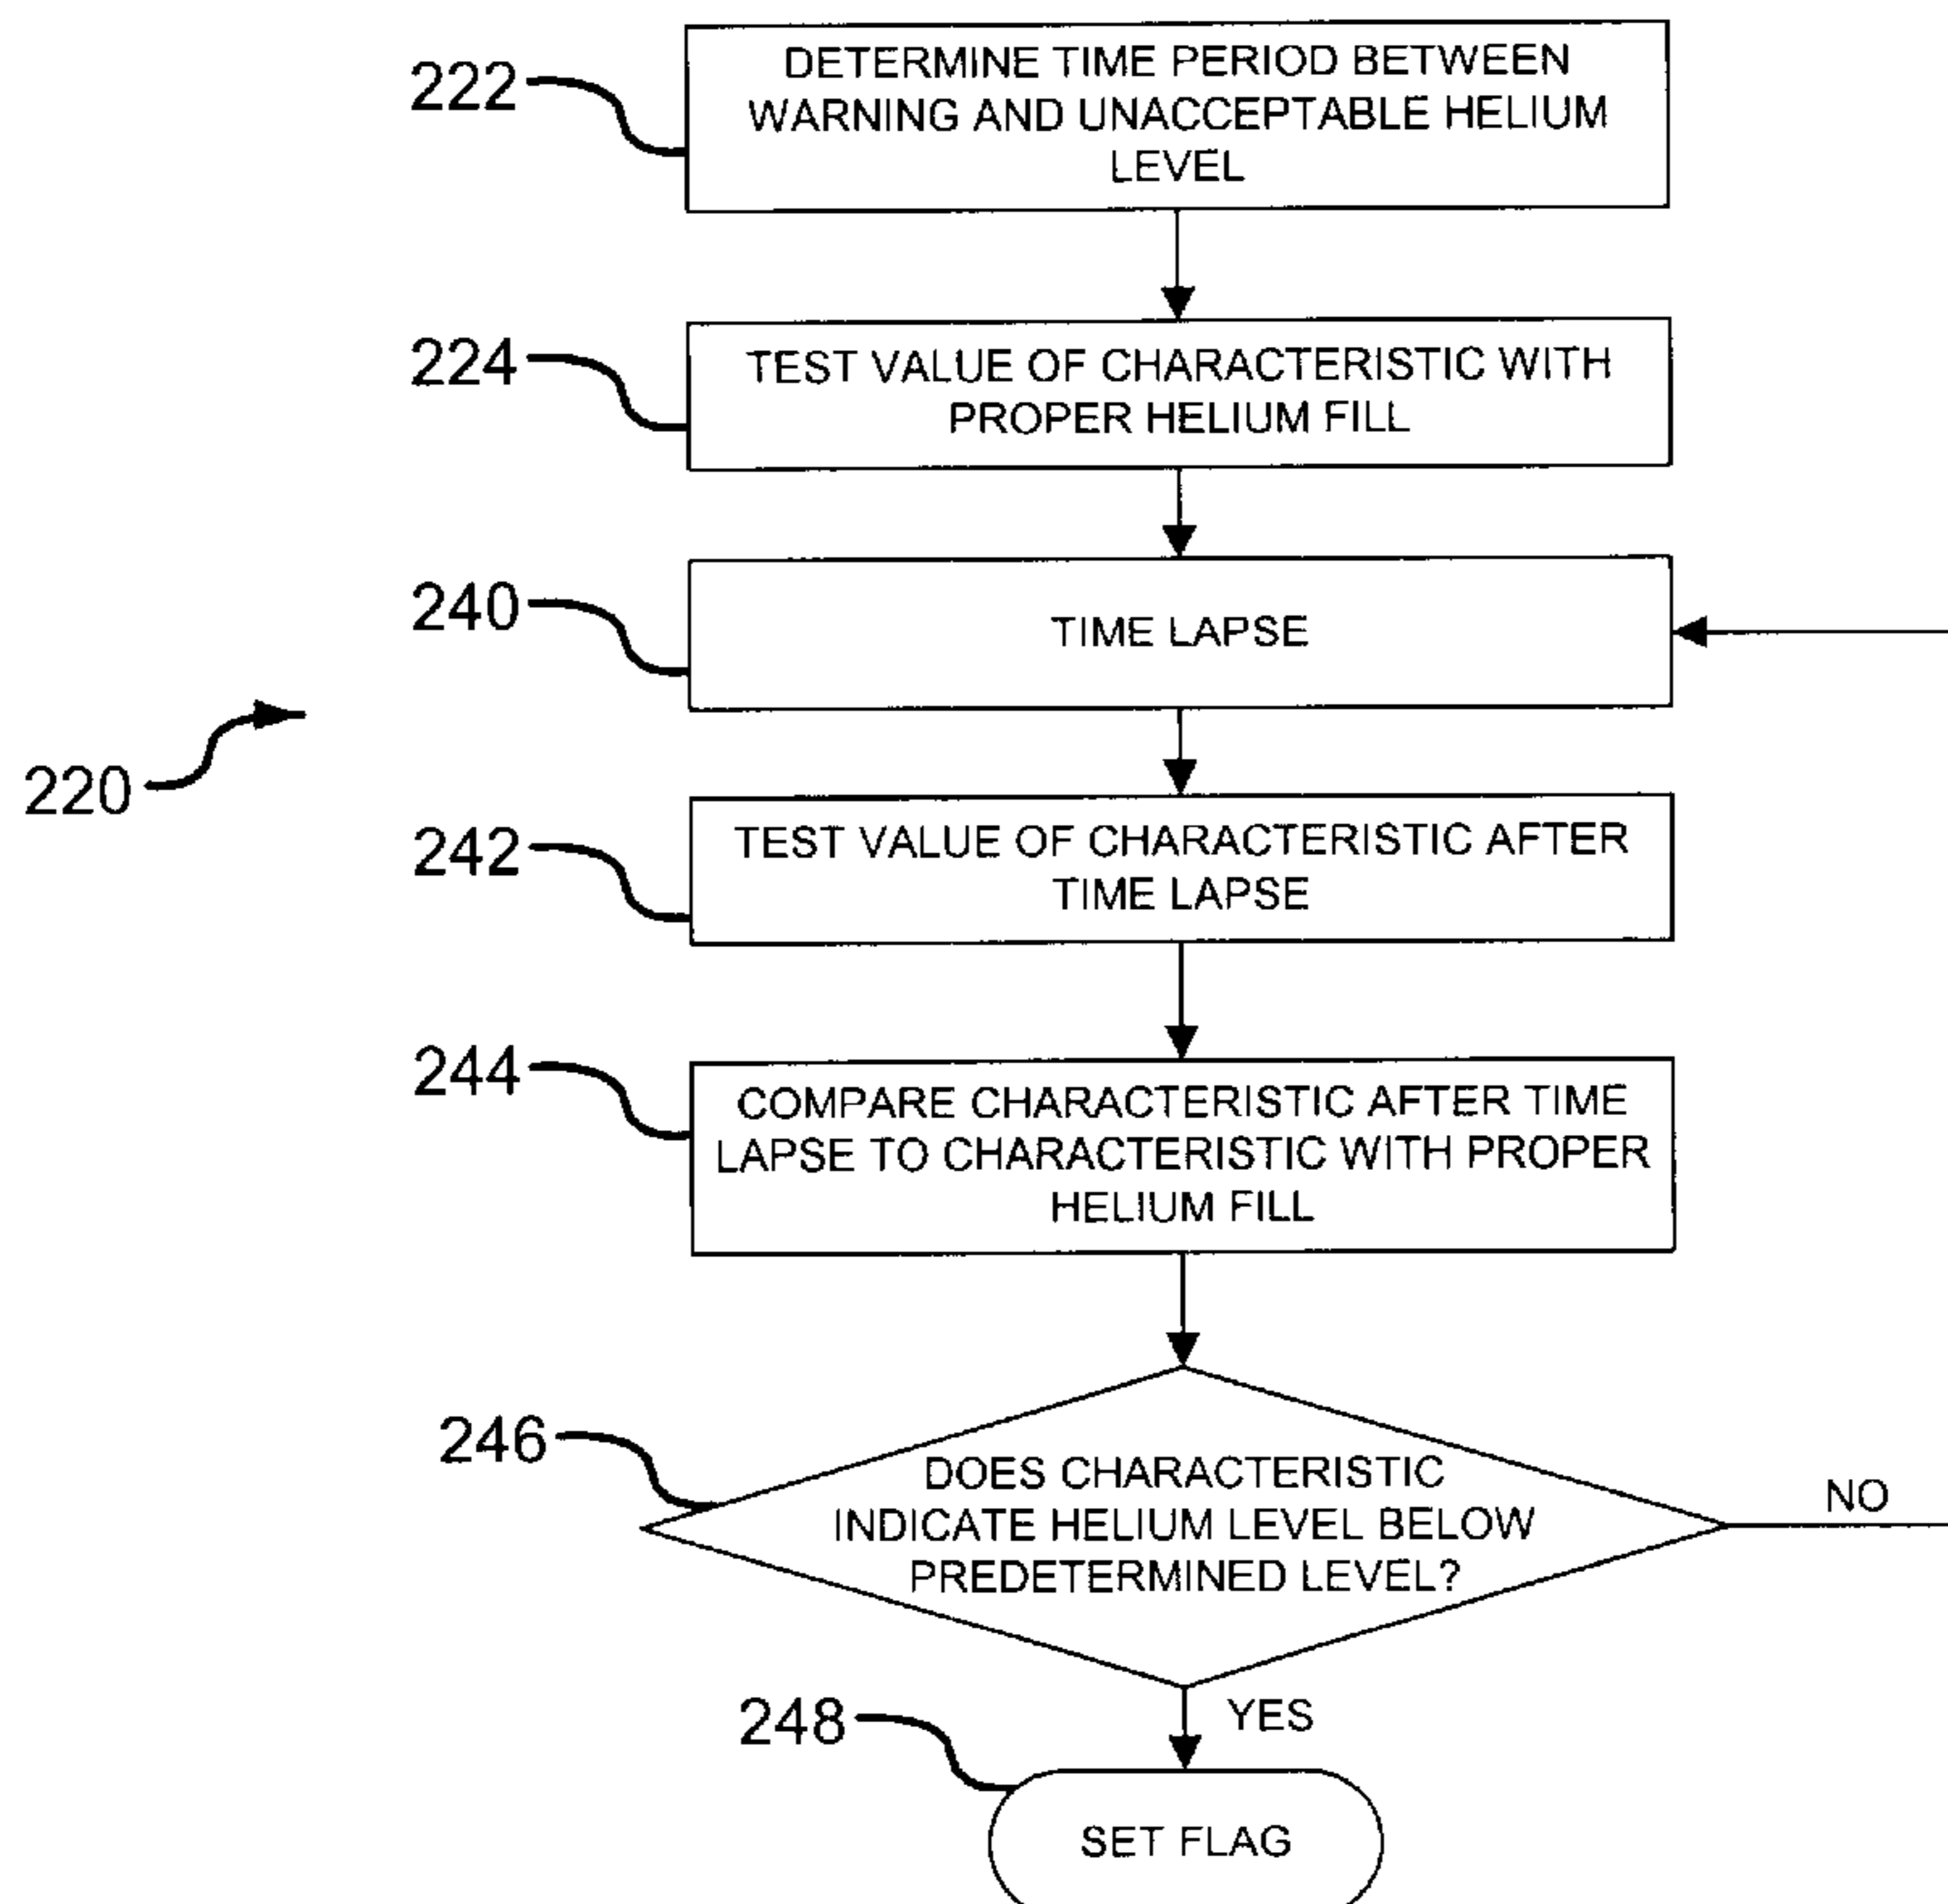 222
DETERMINE TIME PERIOD BETWEEN
WARNING AND UNACCEPTABLE HELIUM
LEVEL
224
TEST VALUE OF CHARACTERISTIC WITH
PROPER HELIUM FILL
240
TIME LAPSE
220
242
TEST VALUE OF CHARACTERISTIC AFTER
TIME LAPSE
244
COMPARE CHARACTERISTIC AFTER TIME
LAPSE TO CHARACTERISTIC WITH PROPER
HELIUM FILL
246
DOES CHARACTERISTIC
INDICATE HELIUM LEVEL BELOW
PREDETERMINED LEVEL?
NO
248
YES
SET FLAG